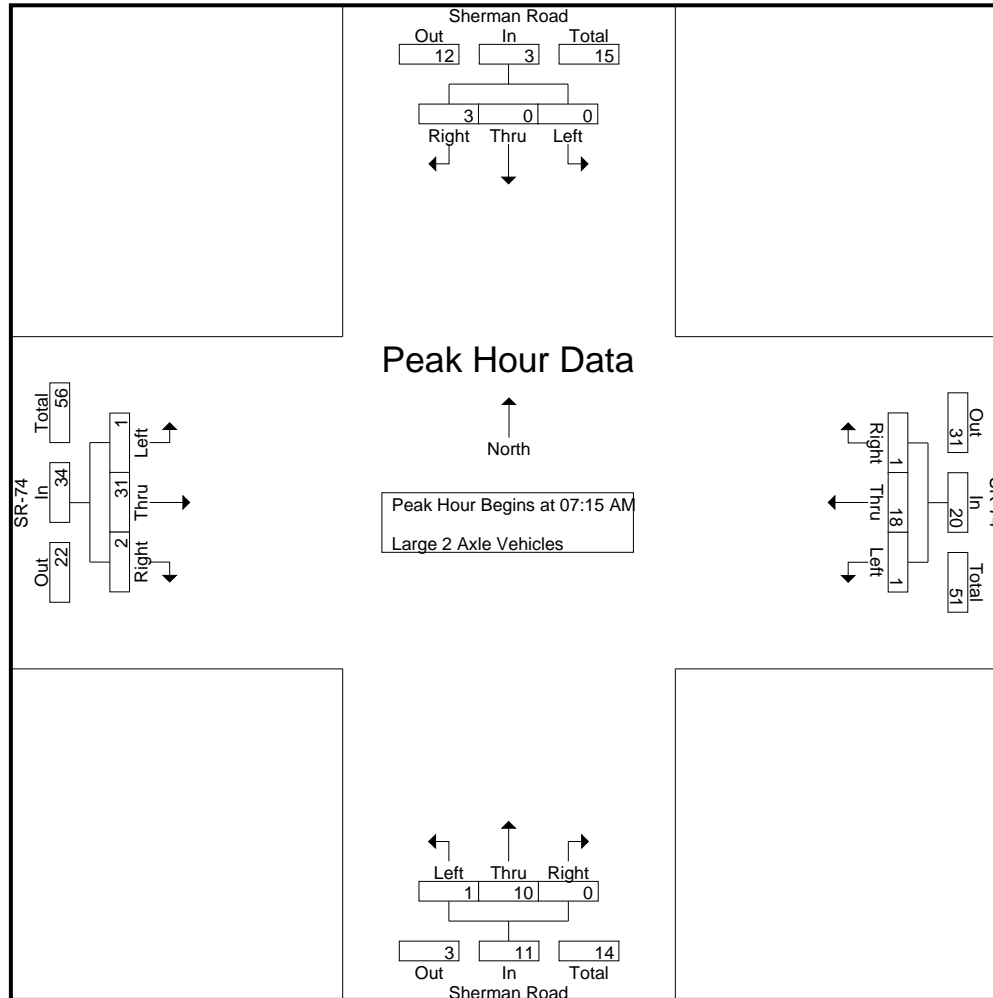 Sherman Road
Out In Total
12 3 15
3 0 0
Right Thru Left
Peak Hour Data
North
Peak Hour Begins at 07:15 AM
Large 2 Axle Vehicles
SR-74
Total In Out
56 34 22
1 31 2
Left Thru Right
Out In Total
31 20 51
1 18 1
Right Thru Left
Left Thru Right
1 10 0
3 11 14
Out In Total
Sherman Road